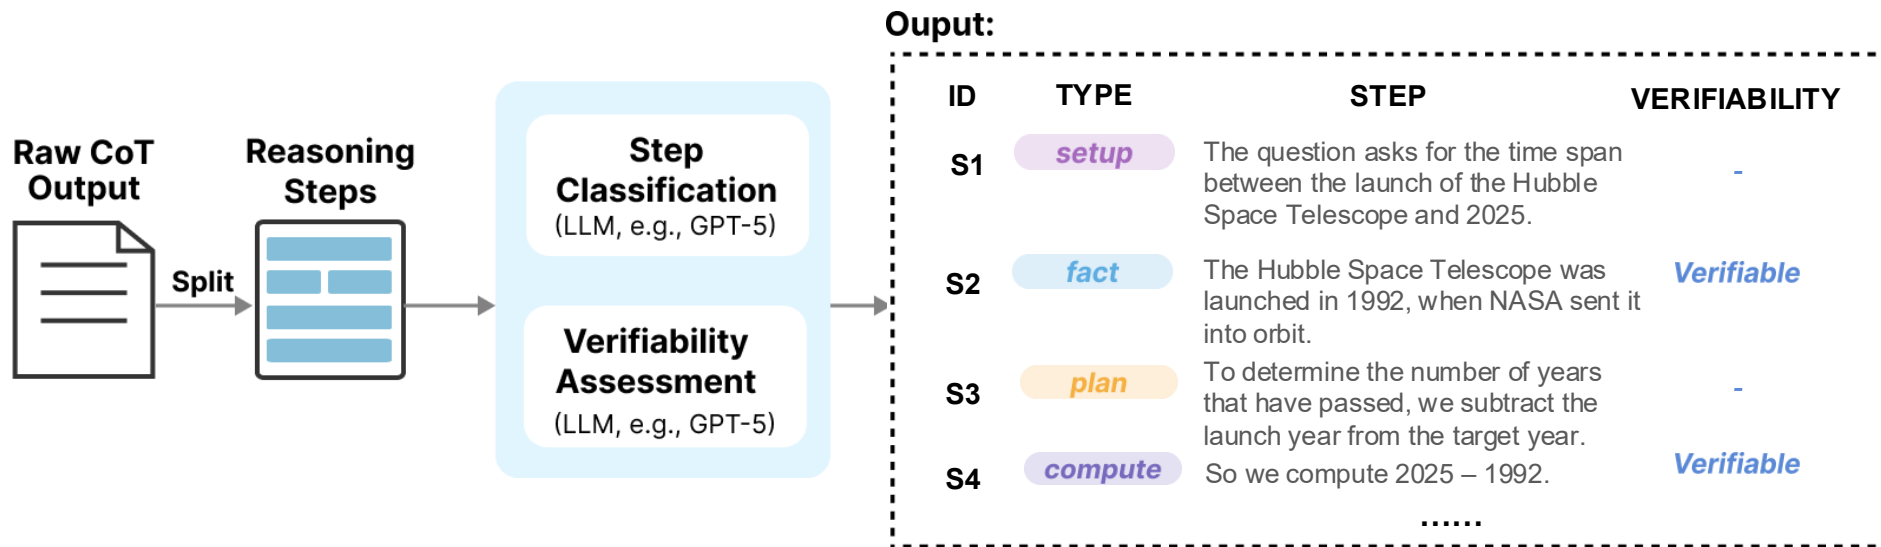 Raw CoT
Output
Split
Reasoning
Steps
Step
Classification
(LLM, e.g., GPT-5)
Verifiability
Assessment
(LLM, e.g., GPT-5)
Ouput:
ID TYPE STEP VERIFIABILITY
S1 setup The question asks for the time span
between the launch of the Hubble
Space Telescope and 2025.
-
S2 fact The Hubble Space Telescope was
launched in 1992, when NASA sent it
into orbit.
Verifiable
S3 plan To determine the number of years
that have passed, we subtract the
launch year from the target year.
-
S4 compute So we compute 2025 – 1992.
Verifiable
......